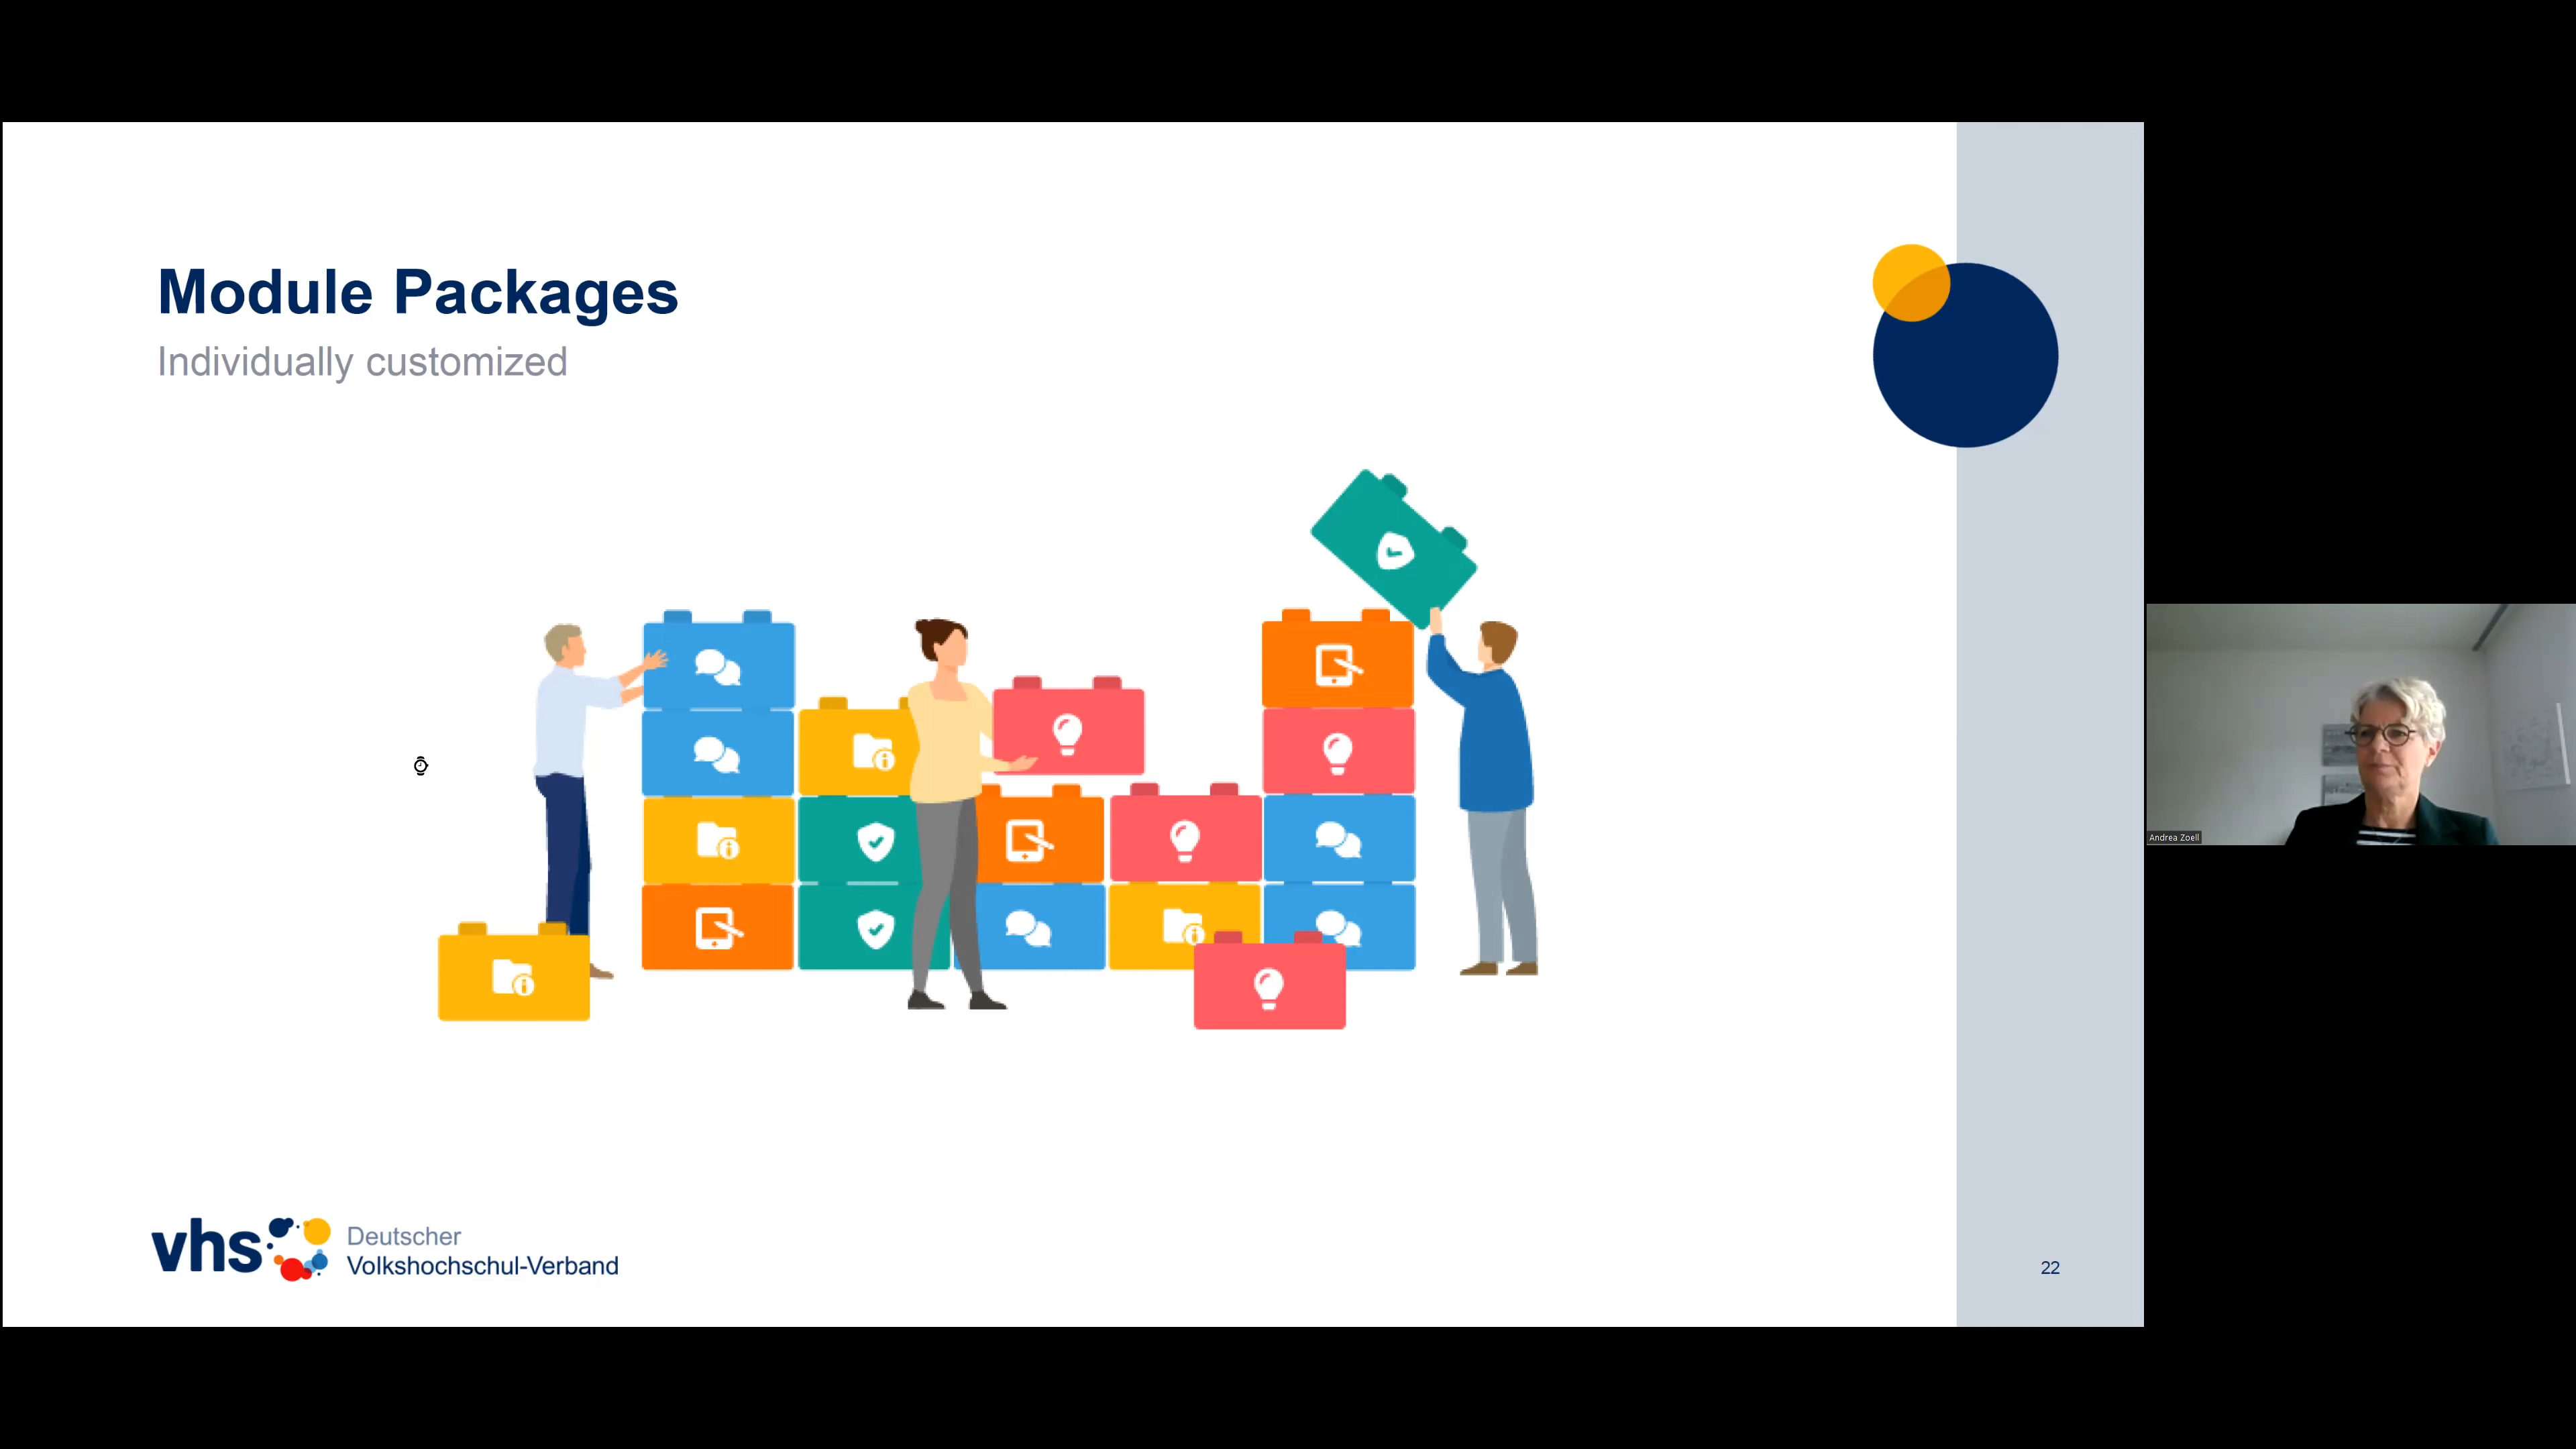 Module Packages
Individually customized
Andrea Zoell
vhs
Deutscher
Volkshochschul-Verband
22